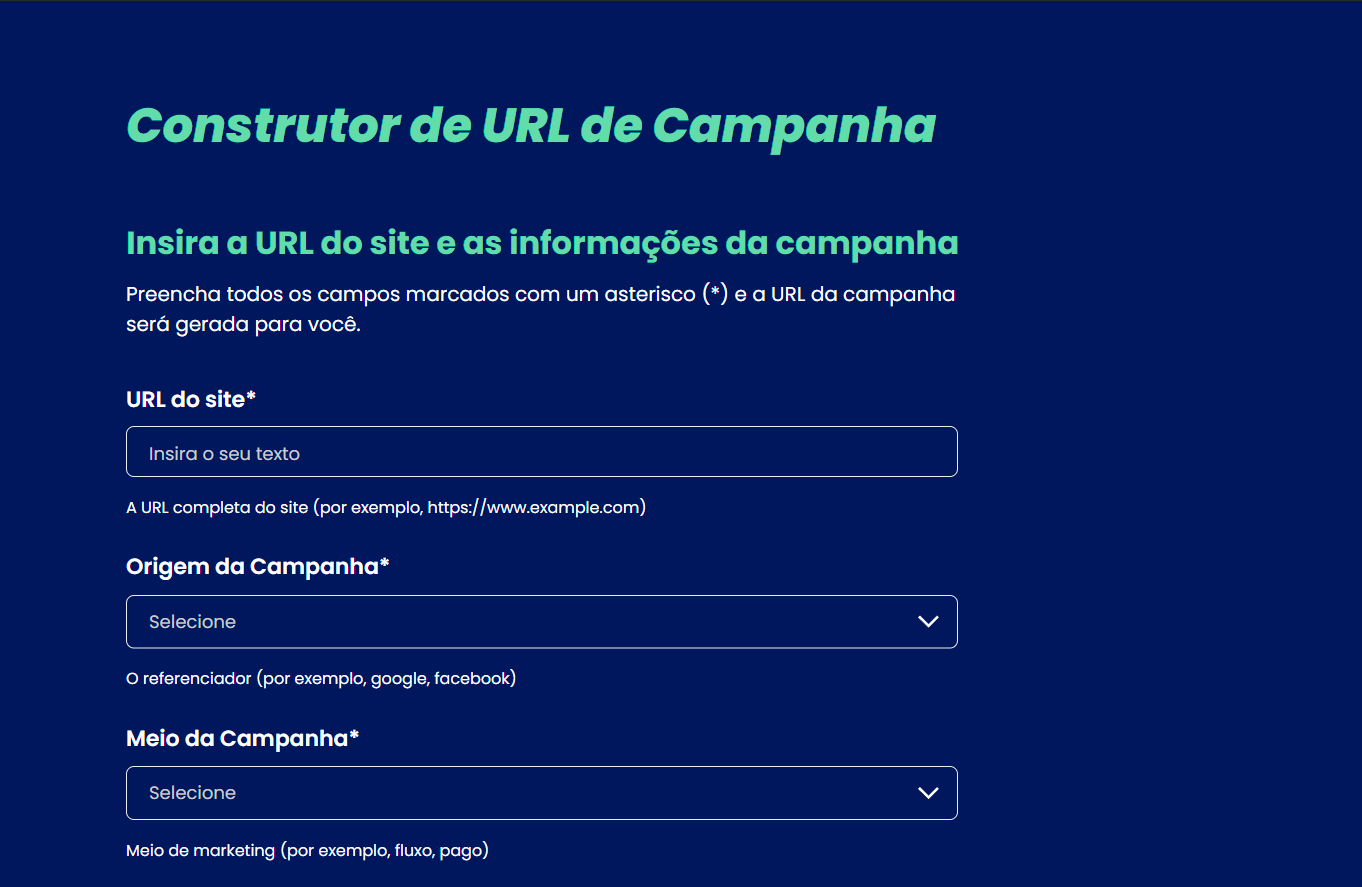 Construtor de URL de Campanha
Insira a URL do site e as informações da campanha
Preencha todos os campos marcados com um asterisco (*) e a URL da campanha
será gerada para você.
URL do site*
Insira o seu texto
A URL completa do site (por exemplo, https://www.example.com)
Origem da Campanha*
Selecione
O referenciador (por exemplo, google, facebook)
Meio da Campanha*
Selecione
Meio de marketing (por exemplo, fluxo, pago)